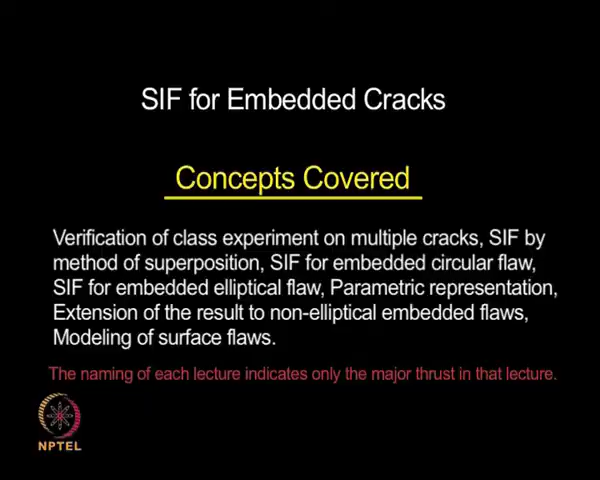 SIF for Embedded Cracks
Concepts Covered
Verification of class experiment on multiple cracks, SIF by
method of superposition, SIF for embedded circular flaw,
SIF for embedded elliptical flaw, Parametric representation,
Extension of the result to non-elliptical embedded flaws,
Modeling of surface flaws.
The naming of each lecture indicates only the major thrust in that lecture.
NPTEL